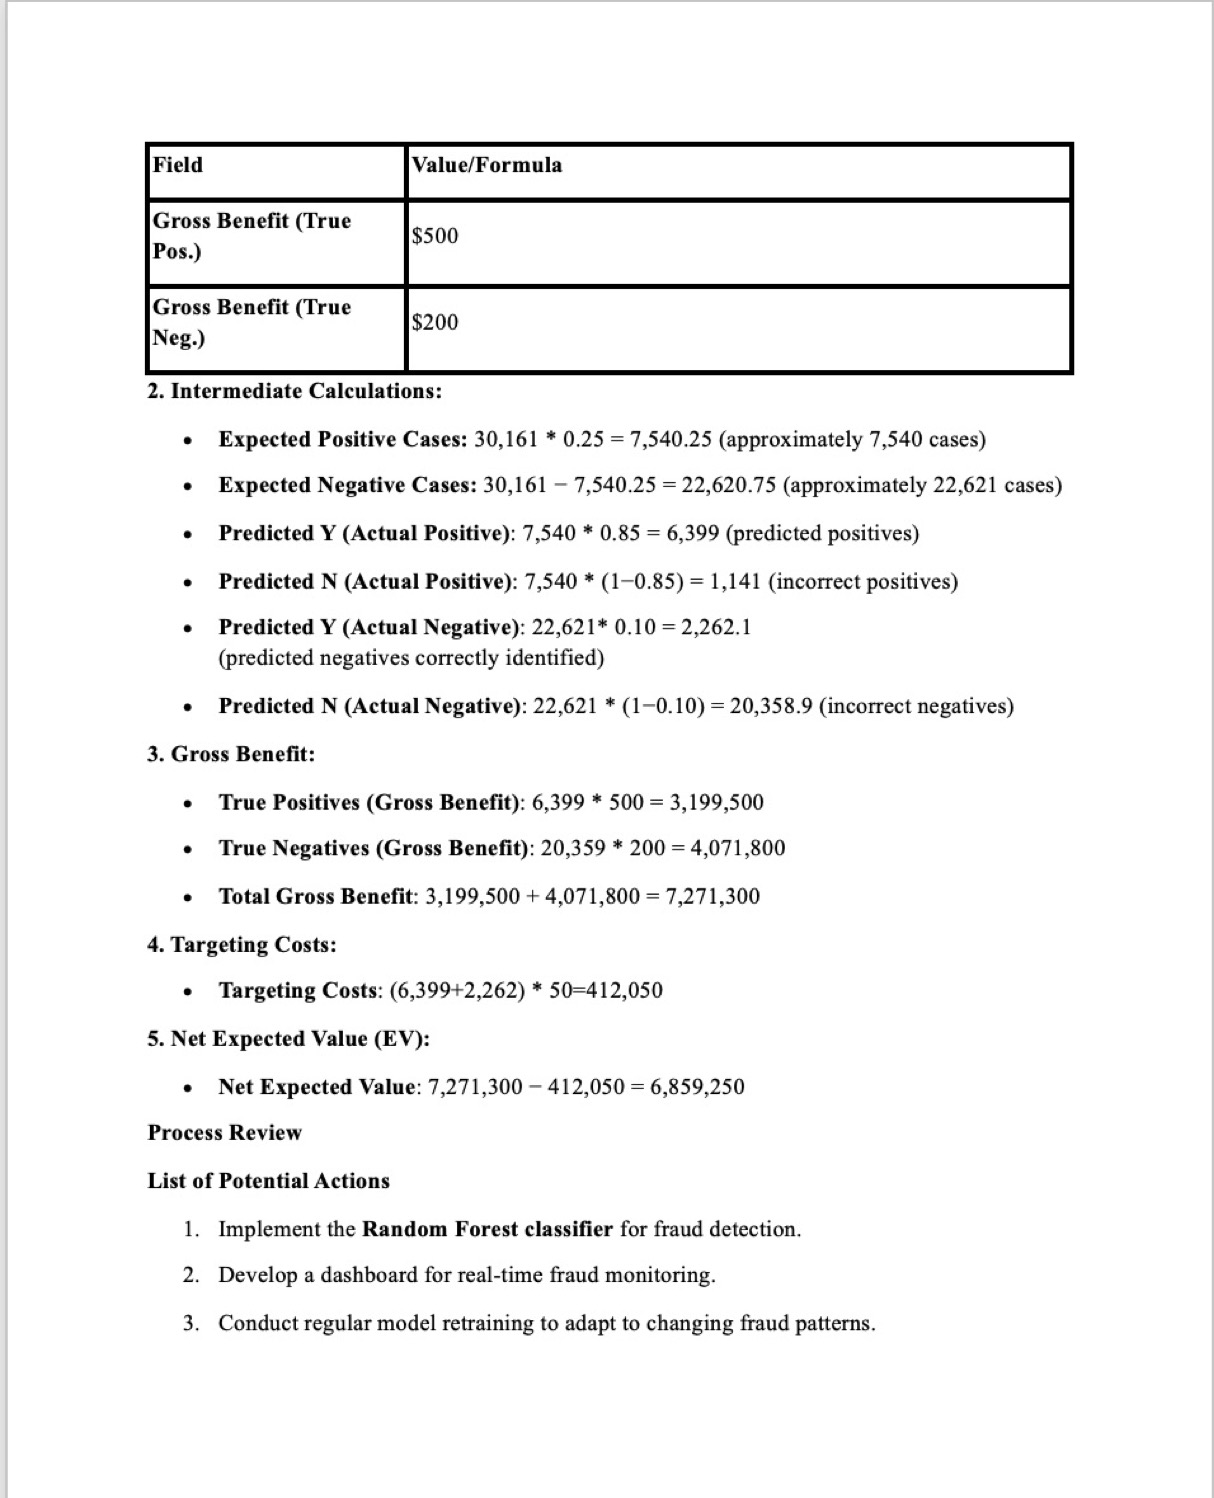 Field Value/Formula
Gross Benefit (True
Pos.) $500
Gross Benefit (True
Neg.) $200
2. Intermediate Calculations:
• Expected Positive Cases: 30,161 * 0.25 = 7,540.25 (approximately 7,540 cases)
• Expected Negative Cases: 30,161 − 7,540.25 = 22,620.75 (approximately 22,621 cases)
• Predicted Y (Actual Positive): 7,540 * 0.85 = 6,399 (predicted positives)
• Predicted N (Actual Positive): 7,540 * (1−0.85) = 1,141 (incorrect positives)
• Predicted Y (Actual Negative): 22,621* 0.10 = 2,262.1
(predicted negatives correctly identified)
• Predicted N (Actual Negative): 22,621 * (1−0.10) = 20,358.9 (incorrect negatives)
3. Gross Benefit:
• True Positives (Gross Benefit): 6,399 * 500 = 3,199,500
• True Negatives (Gross Benefit): 20,359 * 200 = 4,071,800
• Total Gross Benefit: 3,199,500 + 4,071,800 = 7,271,300
4. Targeting Costs:
• Targeting Costs: (6,399+2,262) * 50=412,050
5. Net Expected Value (EV):
• Net Expected Value: 7,271,300 − 412,050 = 6,859,250
Process Review
List of Potential Actions
1. Implement the Random Forest classifier for fraud detection.
2. Develop a dashboard for real-time fraud monitoring.
3. Conduct regular model retraining to adapt to changing fraud patterns.